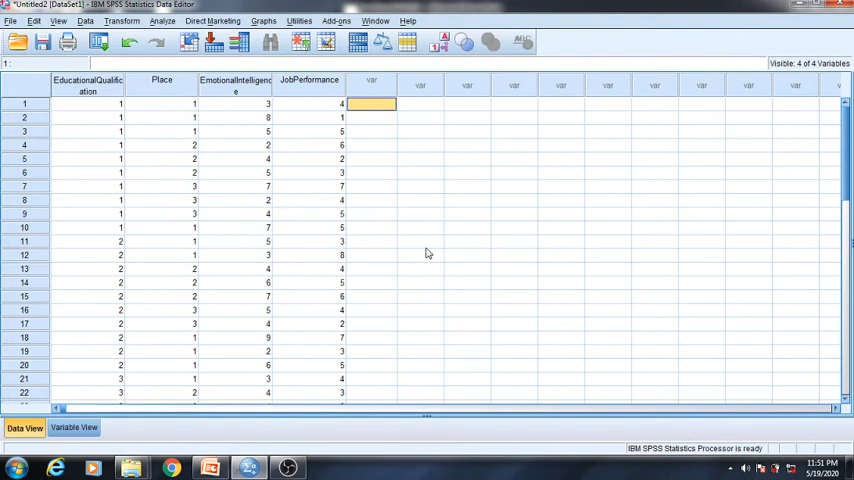 *Untitled2 [DataSet1] - IBM SPSS Statistics Data Editor
File Edit View Data Transform Analyze Direct Marketing Graphs Utilities Add-ons Window Help
1 :
Visible: 4 of 4 Variables
EducationalQualific
ation
Place
EmotionalIntelligenc
e
JobPerformance
var var var var var var var var var var
1 1 1 3 4
2 1 1 8 1
3 1 1 5 5
4 1 2 2 6
5 1 2 4 2
6 1 2 5 3
7 1 3 7 7
8 1 3 2 4
9 1 3 4 5
10 1 1 7 5
11 2 1 5 3
12 2 1 3 8
13 2 2 4 4
14 2 2 6 5
15 2 2 7 6
16 2 3 5 4
17 2 3 4 2
18 2 1 9 7
19 2 1 2 3
20 2 1 6 5
21 3 1 3 4
22 3 2 4 3
Data View Variable View
IBM SPSS Statistics Processor is ready
11:51 PM
5/19/2020